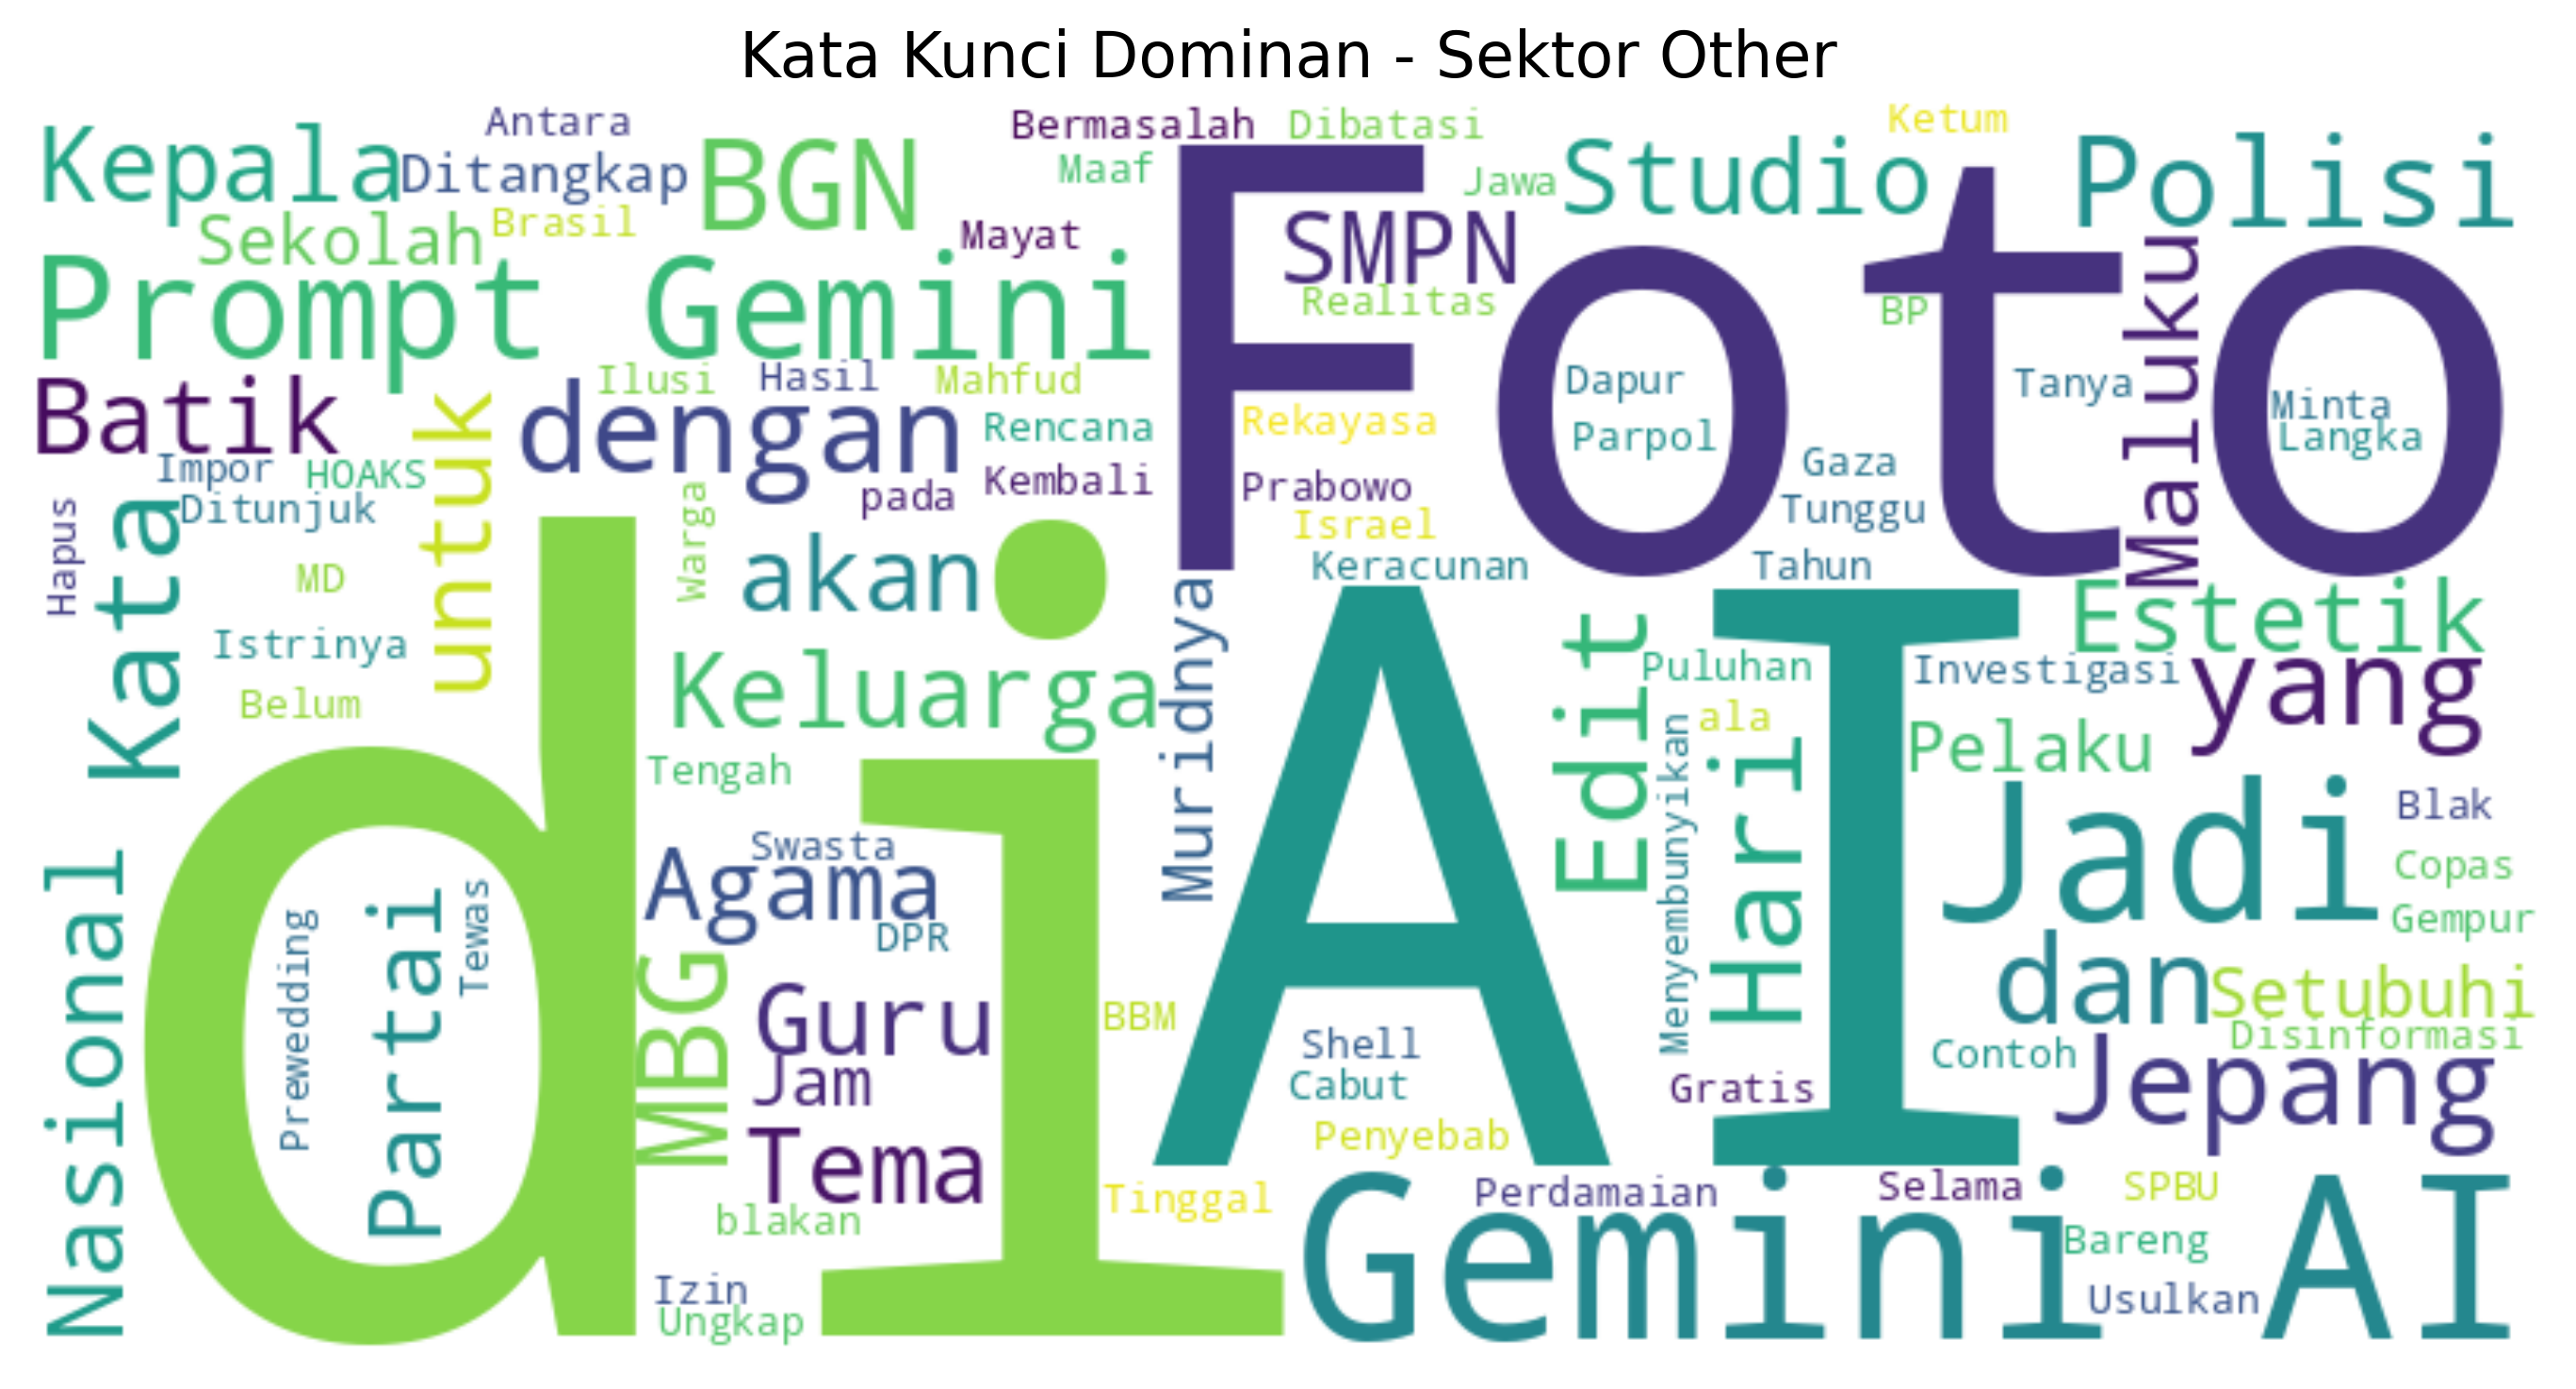 Kata Kunci Dominan - Sektor Other
Antara
Bermasalah
Dibatasi
Ketum
Kepala
Ditangkap
BGN
Maaf
Jawa
Studio
Polisi
Sekolah
Brasil
Mayat
SMPN
Foto
Prompt Gemini
Realitas
BP
Maluku
Batik
untuk
Ilusi
Hasil
Mahfud
dengan
Rencana
Rekayasa
Dapur
Parpol
Tanya
Minta
Langka
Impor
HOAKS
Ditunjuk
pada
Kembali
Prabowo
Gaza
Tunggu
Israel
Hapus
Kata
MD
Warga
akan
Keracunan
Tahun
Istrinya
Belum
Keluarga
Muridnya
Edit
Puluhan
Investigasi
Estetik
yang
di
AI
ala
Pelaku
Tengah
Menyembunyikan
Hari
Jadi
Blak
Swasta
Agama
DPR
Copas
Gempur
Nasional
Prewedding
Partai
Tewas
MBG
Guru
Jam
BBM
Shell
Cabut
Gratis
dan
Setubuhi
Disinformasi
Contoh
Jepang
Tema
Penyebab
Tinggal
Perdamaian
Selama
SPBU
blakan
Gemini AI
Bareng
Izin
Usulkan
Ungkap